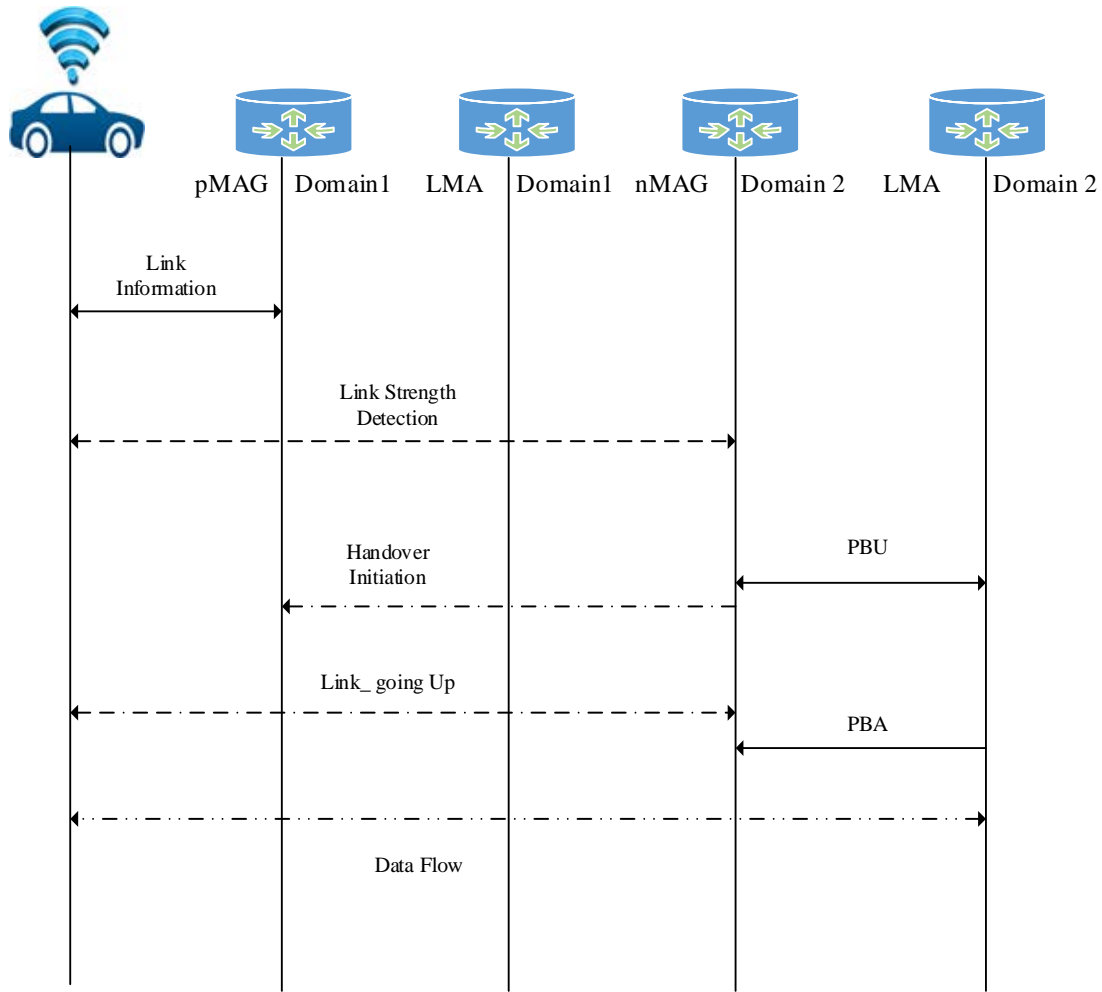 pMAG Domain1 LMA Domain1 nMAG Domain 2 LMA Domain 2
Link
Information
Link Strength
Detection
PBU
Handover
Initiation
Link_ going Up
PBA
Data Flow